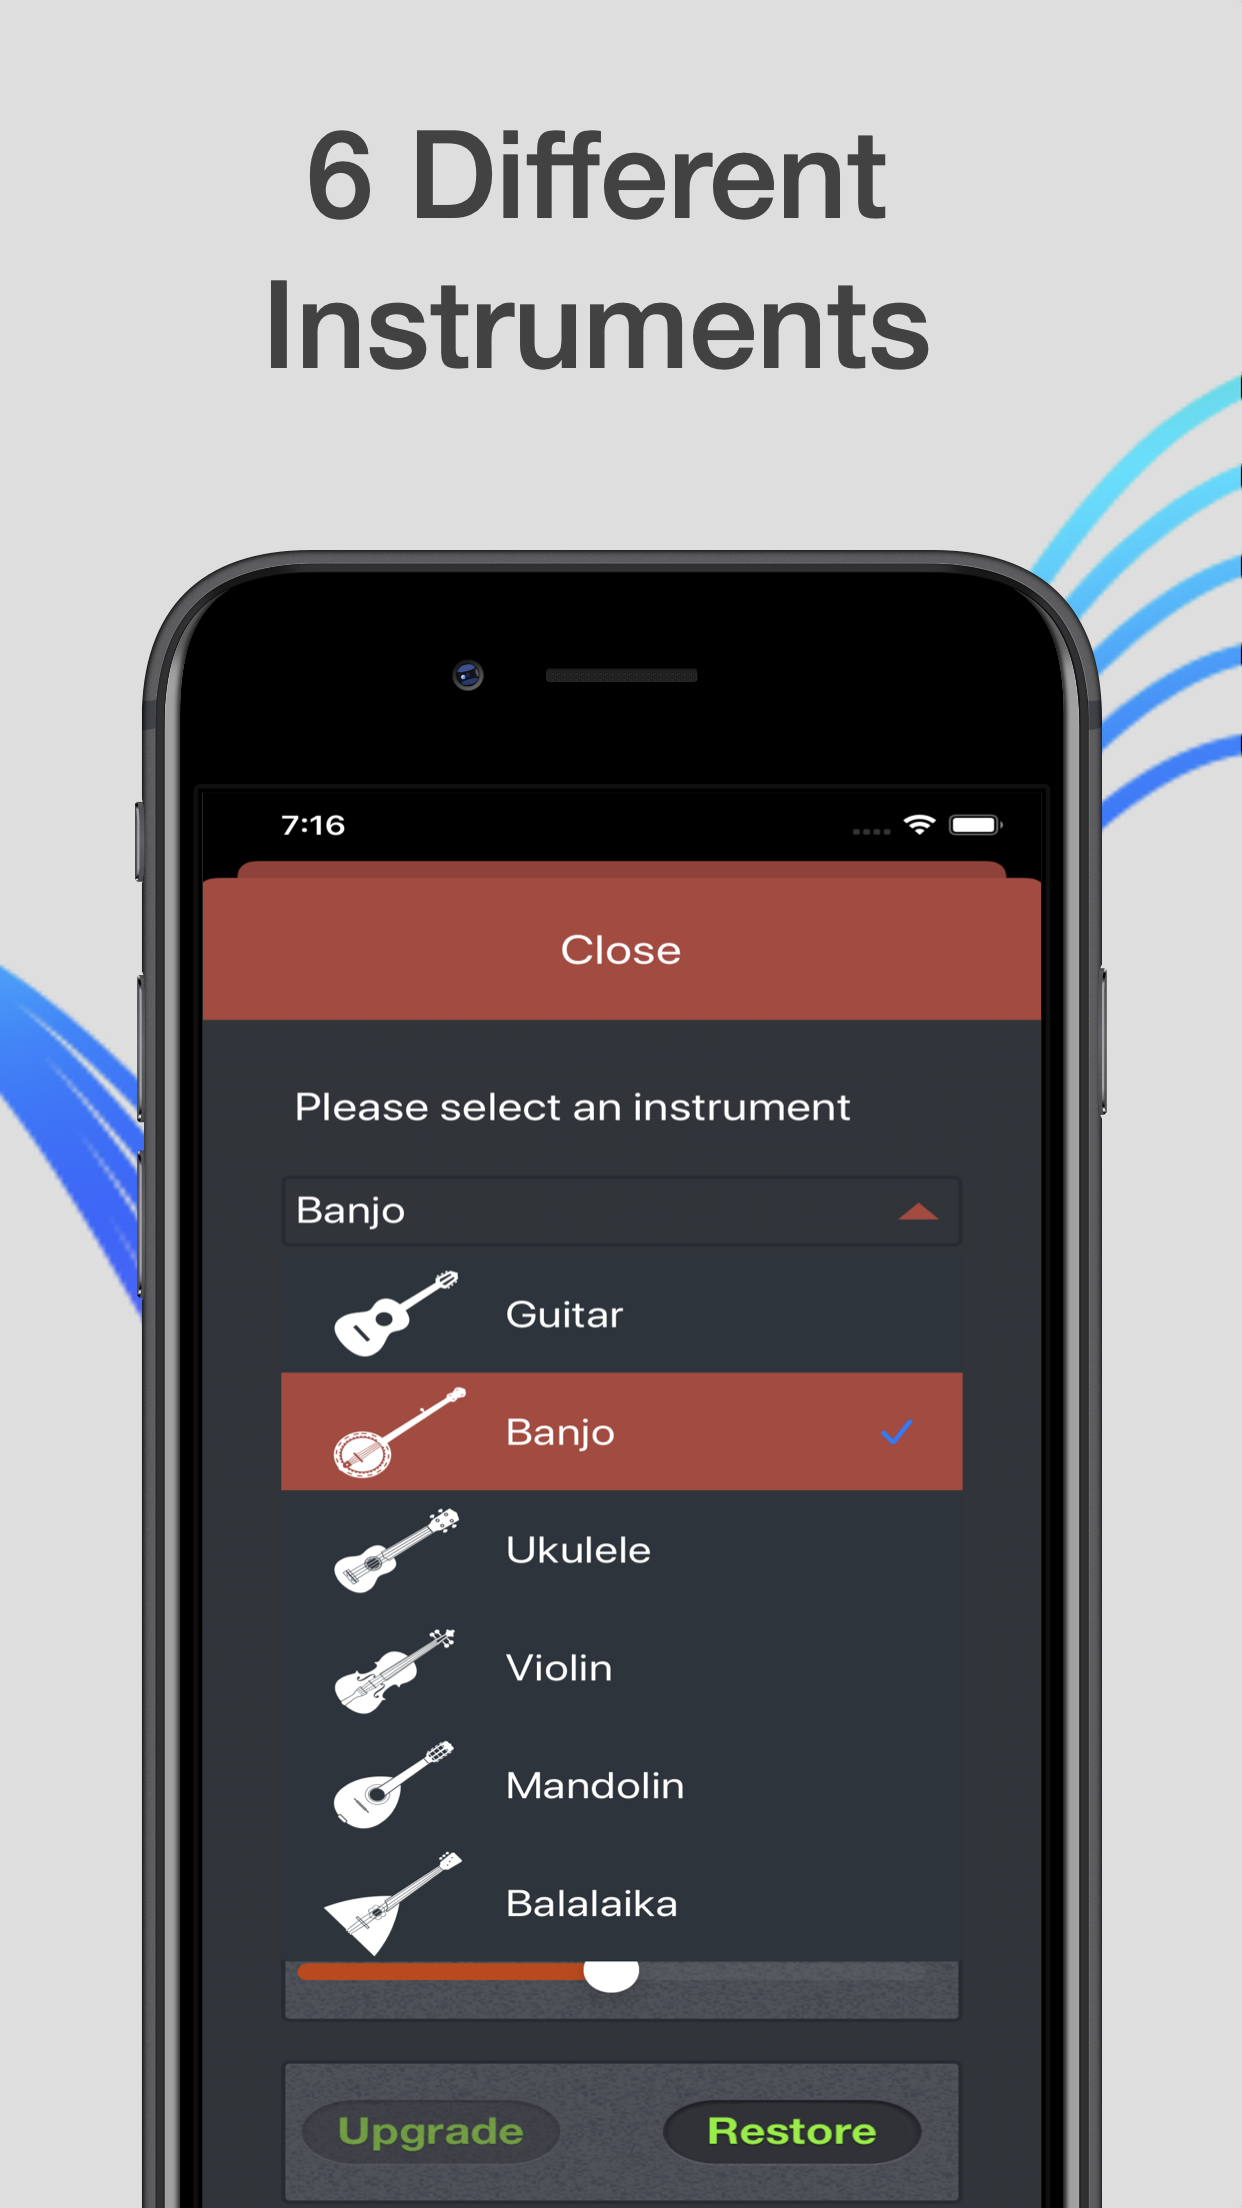 6 Different
Instruments
7:16
Close
Please select an instrument
Banjo
Guitar
Banjo
Ukulele
Violin
Mandolin
Balalaika
Upgrade
Restore